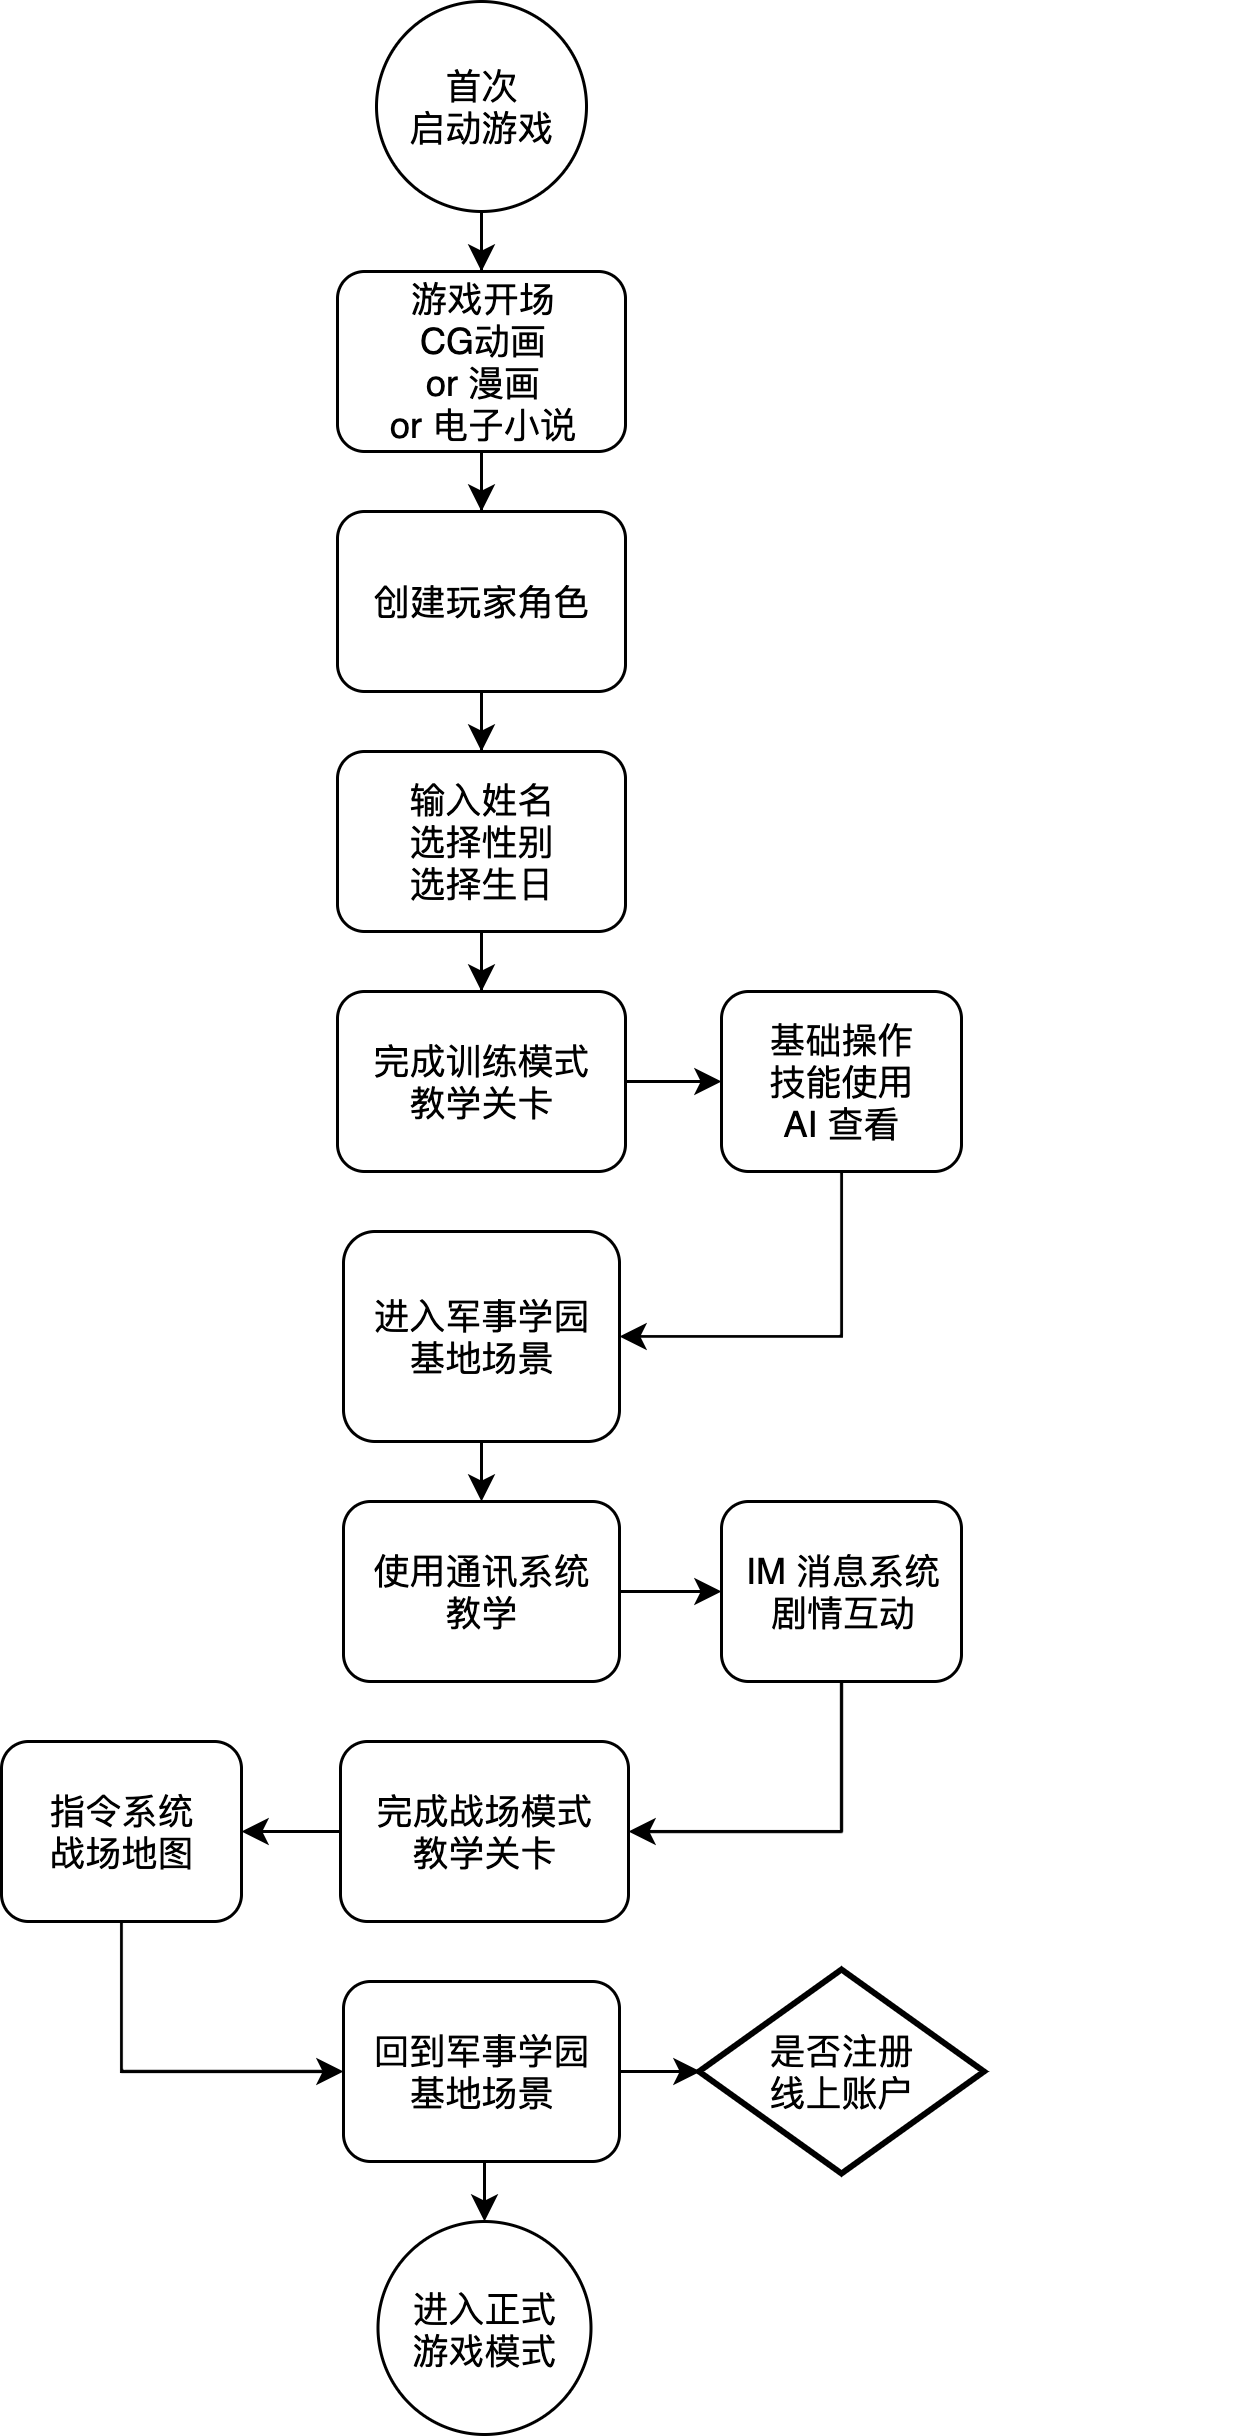 首次
启动游戏
游戏开场
CG动画
or 漫画
or 电子小说
创建玩家角色
输入姓名
选择性别
选择生日
完成训练模式
教学关卡
基础操作
技能使用
AI 查看
进入军事学园
基地场景
使用通讯系统
教学
IM 消息系统
剧情互动
完成战场模式
教学关卡
指令系统
战场地图
回到军事学园
基地场景
是否注册
线上账户
进入正式
游戏模式